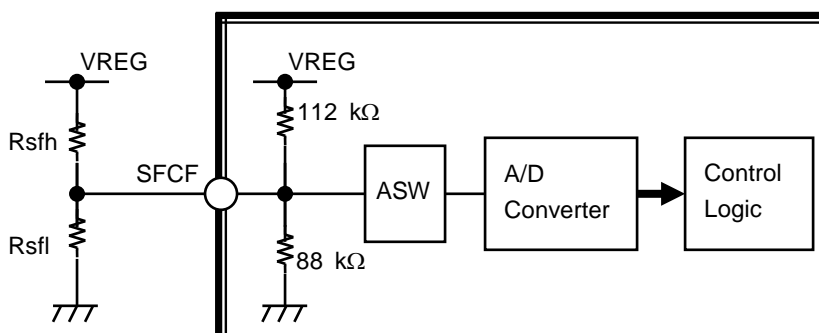 VREG
VREG
112 kΩ
Rsfh
SFCF
ASW
A/D
Converter
Control
Logic
Rsfl
88 kΩ